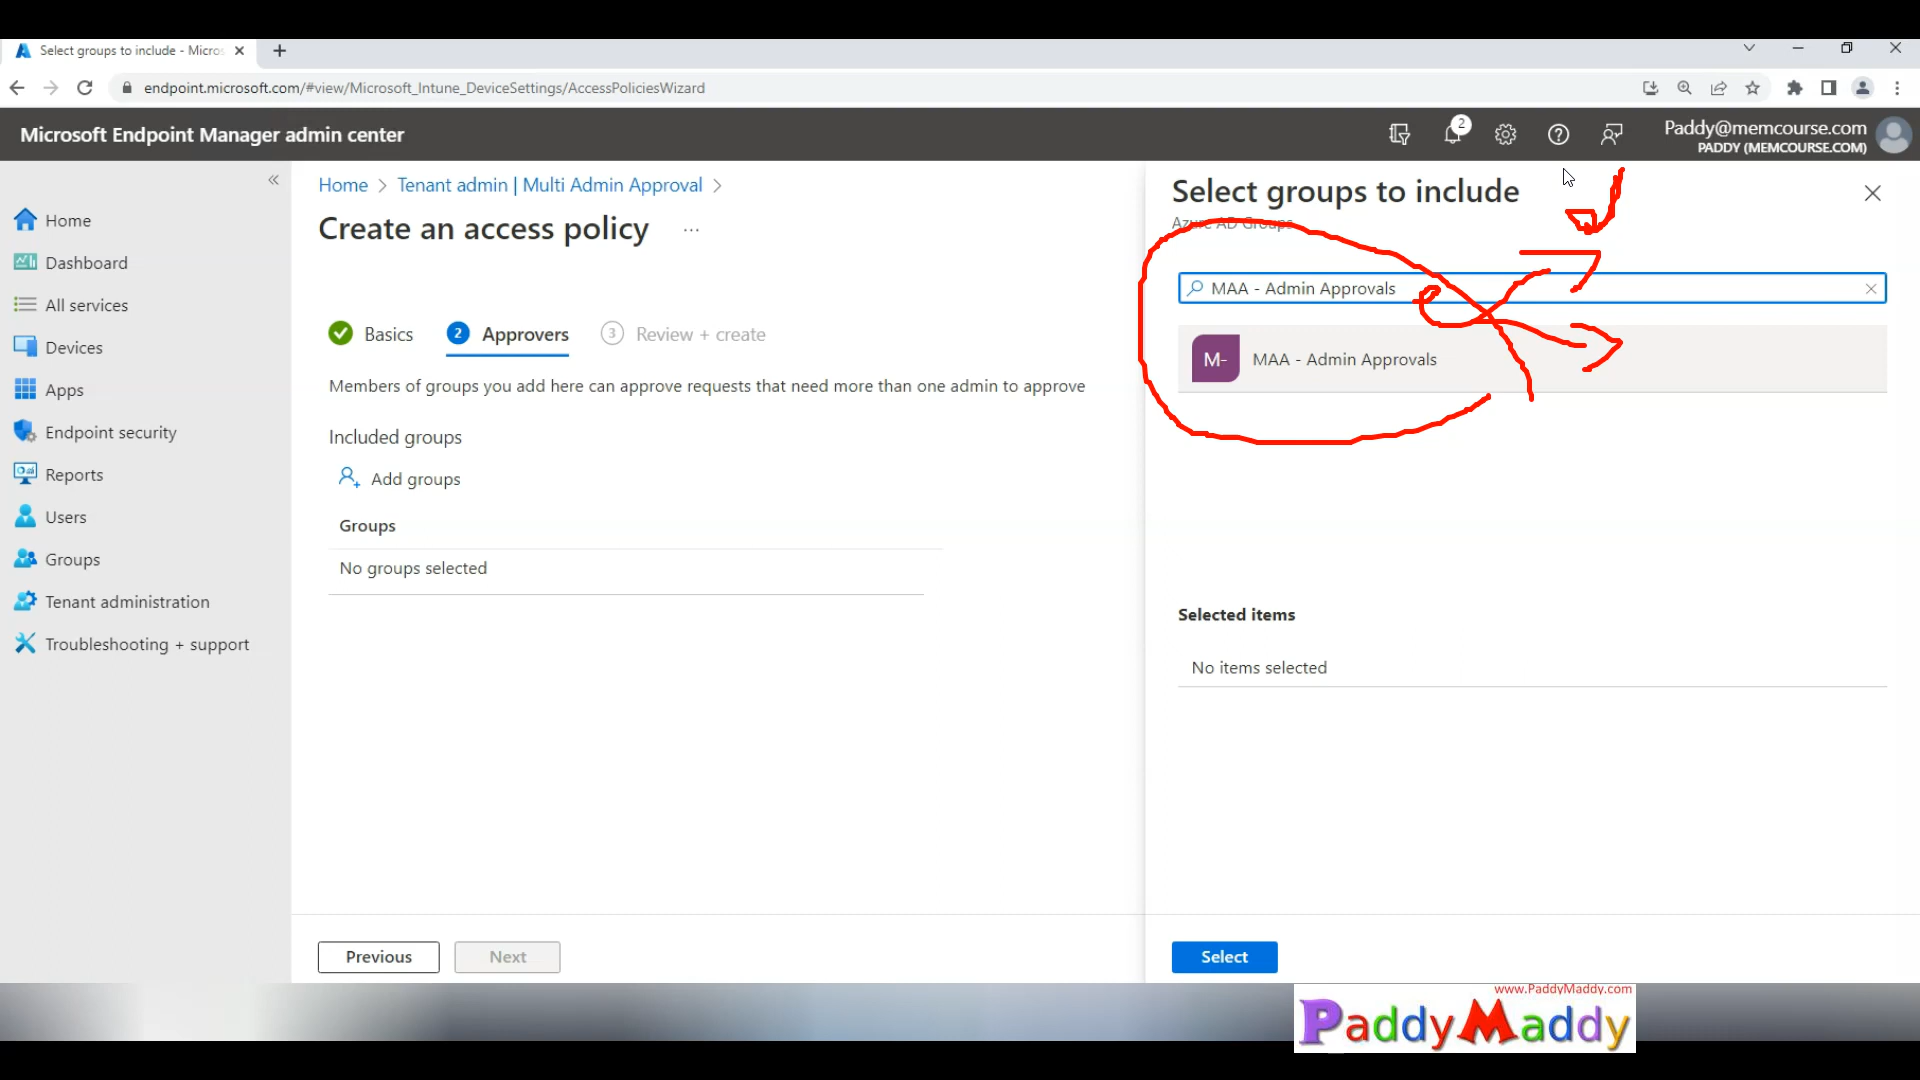 Select groups to include - Micros
endpoint.microsoft.com/#view/Microsoft_Intune_DeviceSettings/AccessPoliciesWizard
Microsoft Endpoint Manager admin center
2
Paddy@memcourse.com
PADDY (MEMCOURSE.COM)
Home
Dashboard
All services
Devices
Apps
Endpoint security
Reports
Users
Groups
Tenant administration
Troubleshooting + support
Home > Tenant admin | Multi Admin Approval >
Create an access policy ...
Basics 2 Approvers 3 Review + create
Members of groups you add here can approve requests that need more than one admin to approve
Included groups
Add groups
Groups
No groups selected
Previous Next
Select groups to include
Azure AD Groups
MAA - Admin Approvals
M- MAA - Admin Approvals
Selected items
No items selected
Select
www.PaddyMaddy.com
PaddyMaddy